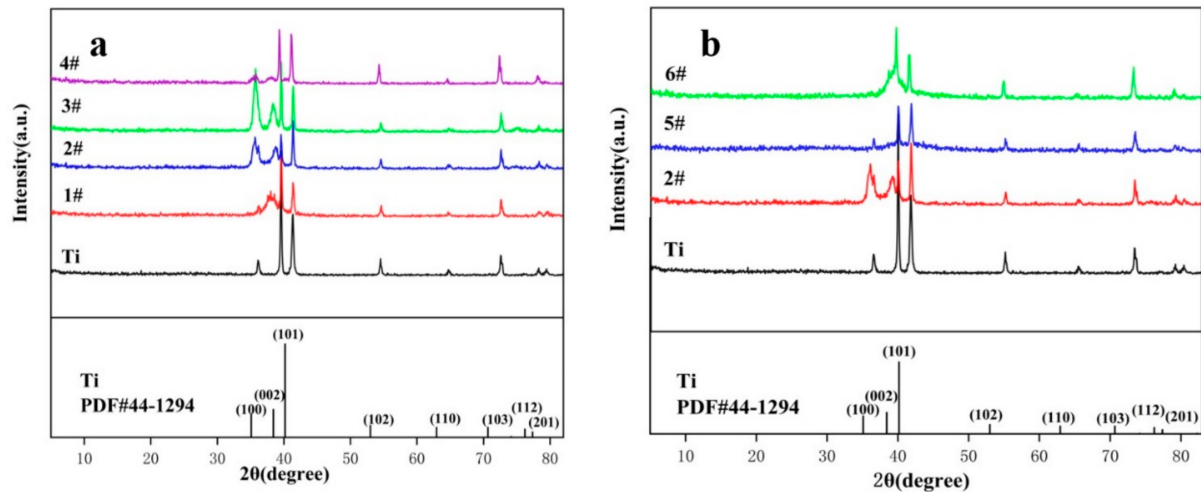 a
4#
3#
2#
1#
Ti
Intensity(a.u.)
(101)
(002)
(100)
(102)
(110)
(103)
(112)
(201)
Ti
PDF#44-1294
10 20 30 40 50 60 70 80
2θ(degree)
b
6#
5#
2#
Ti
Intensity(a.u.)
(101)
(002)
(100)
(102)
(110)
(103)
(112)
(201)
Ti
PDF#44-1294
10 20 30 40 50 60 70 80
2θ(degree)